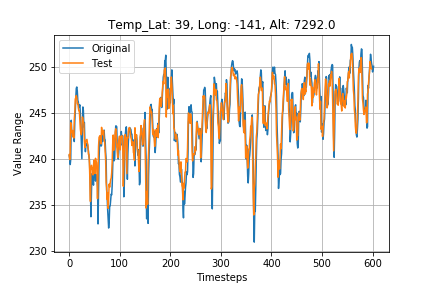 Temp_Lat: 39, Long: -141, Alt: 7292.0
Original
Test
Value Range
250
245
240
235
230
0 100 200 300 400 500 600
Timesteps